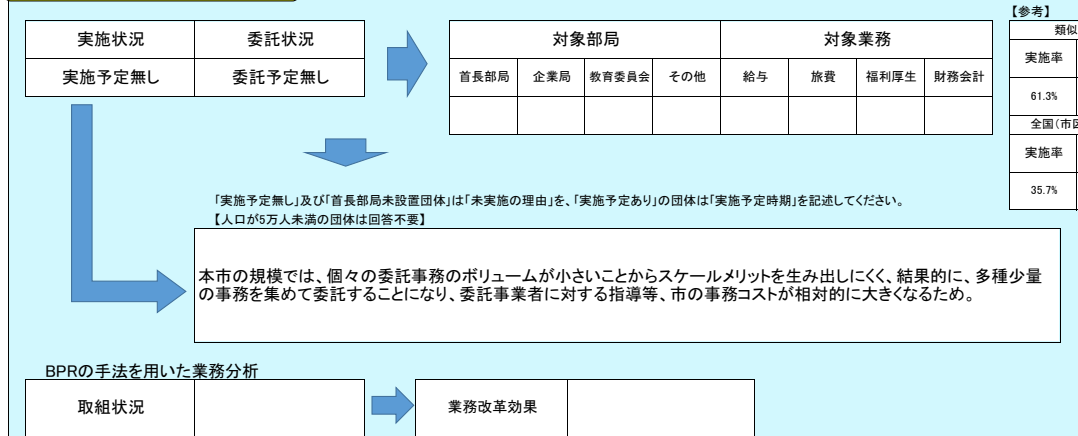 【参考】
実施状況 委託状況 対象部局 対象業務 類似
実施予定無し 委託予定無し 首長部局 企業局 教育委員会 その他 給与 旅費 福利厚生 財務会計 実施率
61.3%
全国(市区
実施率
35.7%
「実施予定無し」及び「首長部局未設置団体」は「未実施の理由」を、「実施予定あり」の団体は「実施予定時期」を記述してください。
【人口が5万人未満の団体は回答不要】
本市の規模では、個々の委託事務のボリュームが小さいことからスケールメリットを生み出しにくく、結果的に、多種少量
の事務を集めて委託することになり、委託事業者に対する指導等、市の事務コストが相対的に大きくなるため。
BPRの手法を用いた業務分析
取組状況 業務改革効果